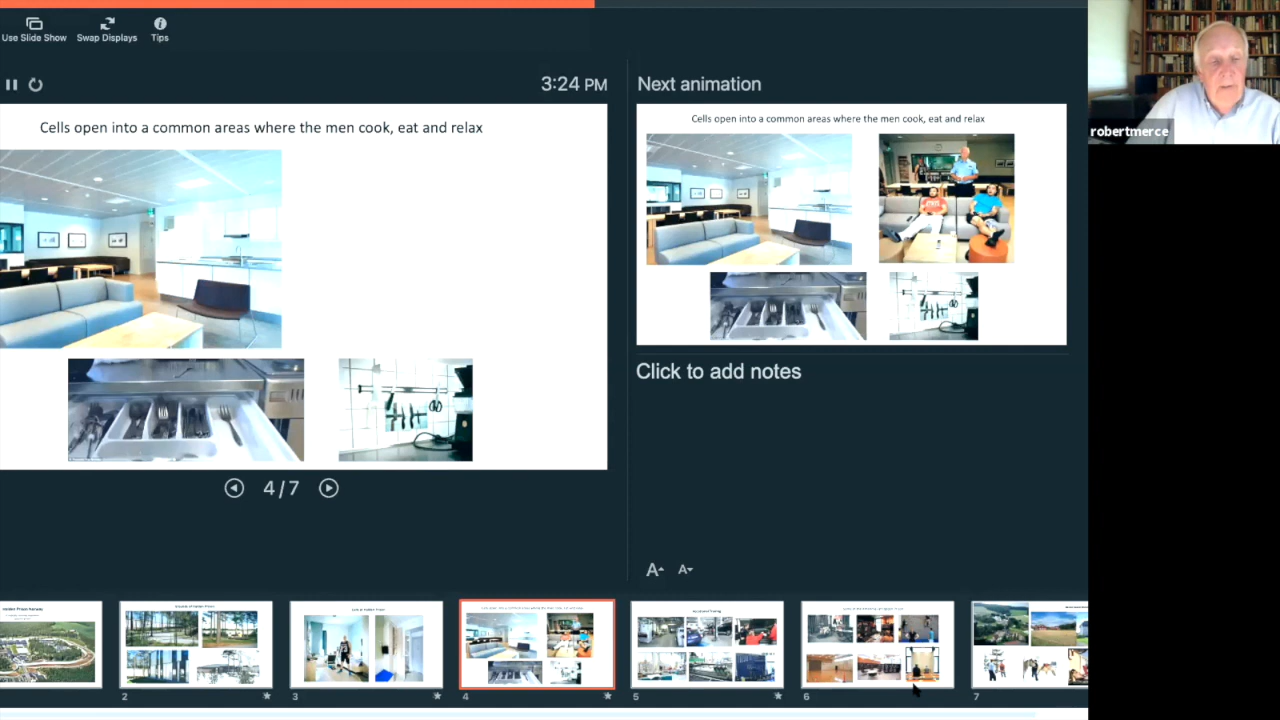 Use Slide Show
Swap Displays
Tips
3:24 PM
Next animation
Cells open into a common areas where the men cook, eat and relax
Cells open into a common areas where the men cook, eat and relax
robertmerce
Click to add notes
4/7
A
A
2
3
4
5
6
7